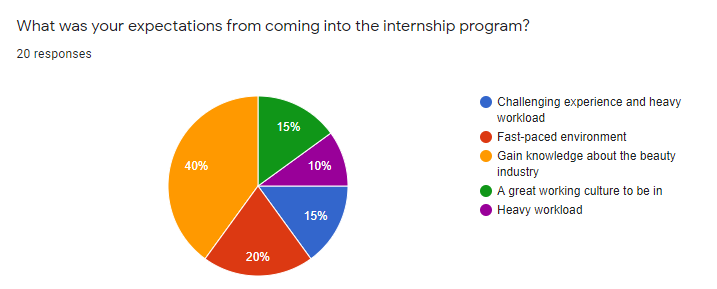 What was your expectations from coming into the internship program?
20 responses
15%
40%
10%
15%
20%
Challenging experience and heavy
workload
Fast-paced environment
Gain knowledge about the beauty
industry
A great working culture to be in
Heavy workload